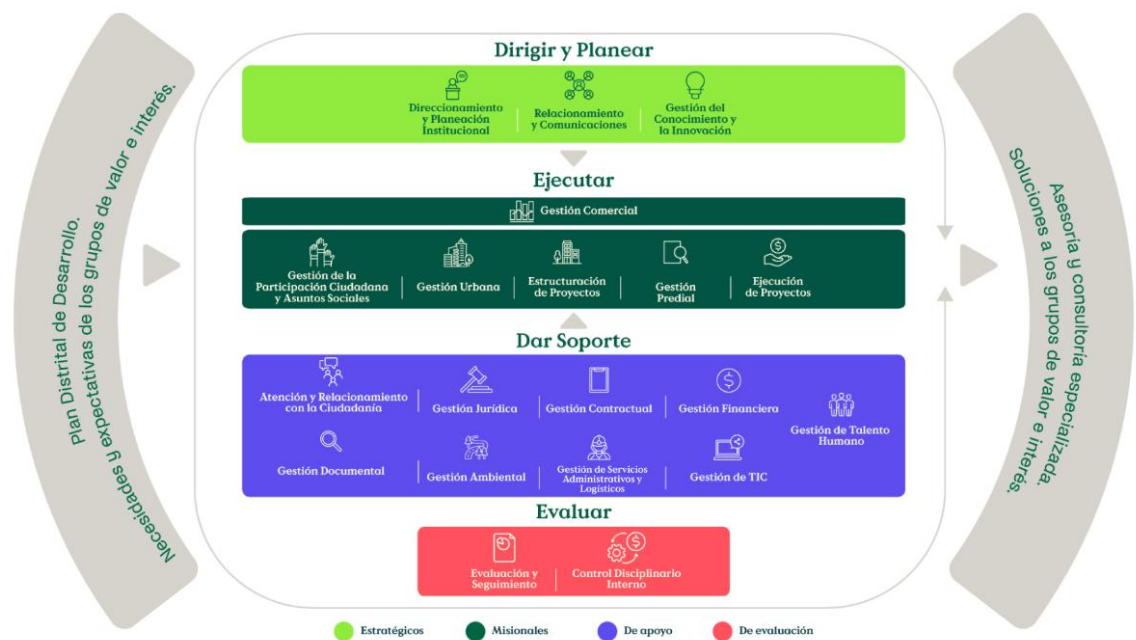 Plan Distrital de Desarrollo.
Necesidades y expectativas de los grupos de valor e interés.
Dirigir y Planear
Direccionamiento
y Planeación
Institucional
Relacionamiento
y Comunicaciones
Gestión del
Conocimiento y
la Innovación
Ejecutar
Gestión Comercial
Gestión de la
Participación Ciudadana
y Asuntos Sociales
Gestión Urbana
Estructuración
de Proyectos
Gestión
Predial
Ejecución
de Proyectos
Dar Soporte
Atención y Relacionamiento
con la Ciudadanía
Gestión Jurídica
Gestión Contractual
Gestión Financiera
Gestión de Talento
Humano
Gestión Documental
Gestión Ambiental
Gestión de Servicios
Administrativos y
Logísticos
Gestión de TIC
Evaluar
Evaluación y
Seguimiento
Control Disciplinario
Interno
Asesoría y consultoría especializada.
Soluciones a los grupos de valor e interés.
Estratégicos
Misionales
De apoyo
De evaluación